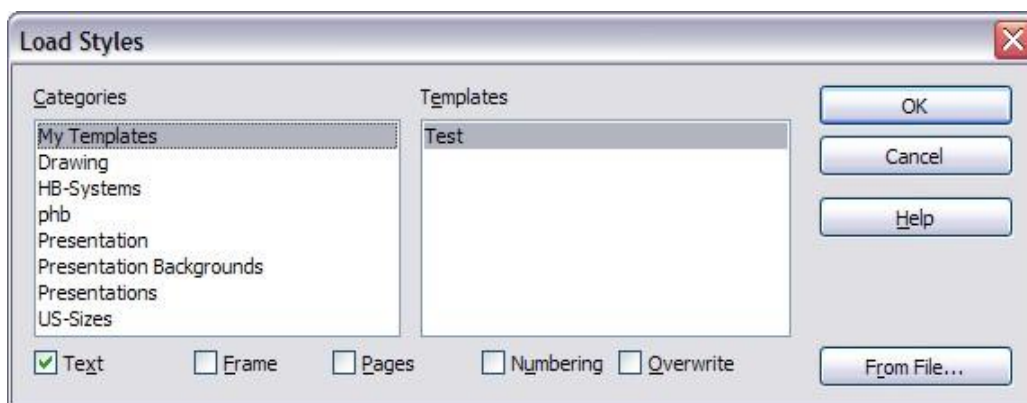 Load Styles
Categories
Templates
My Templates
Drawing
HB-Systems
phb
Presentation
Presentation Backgrounds
Presentations
US-Sizes
Test
OK
Cancel
Help
Text Frame Pages Numbering Overwrite
From File...